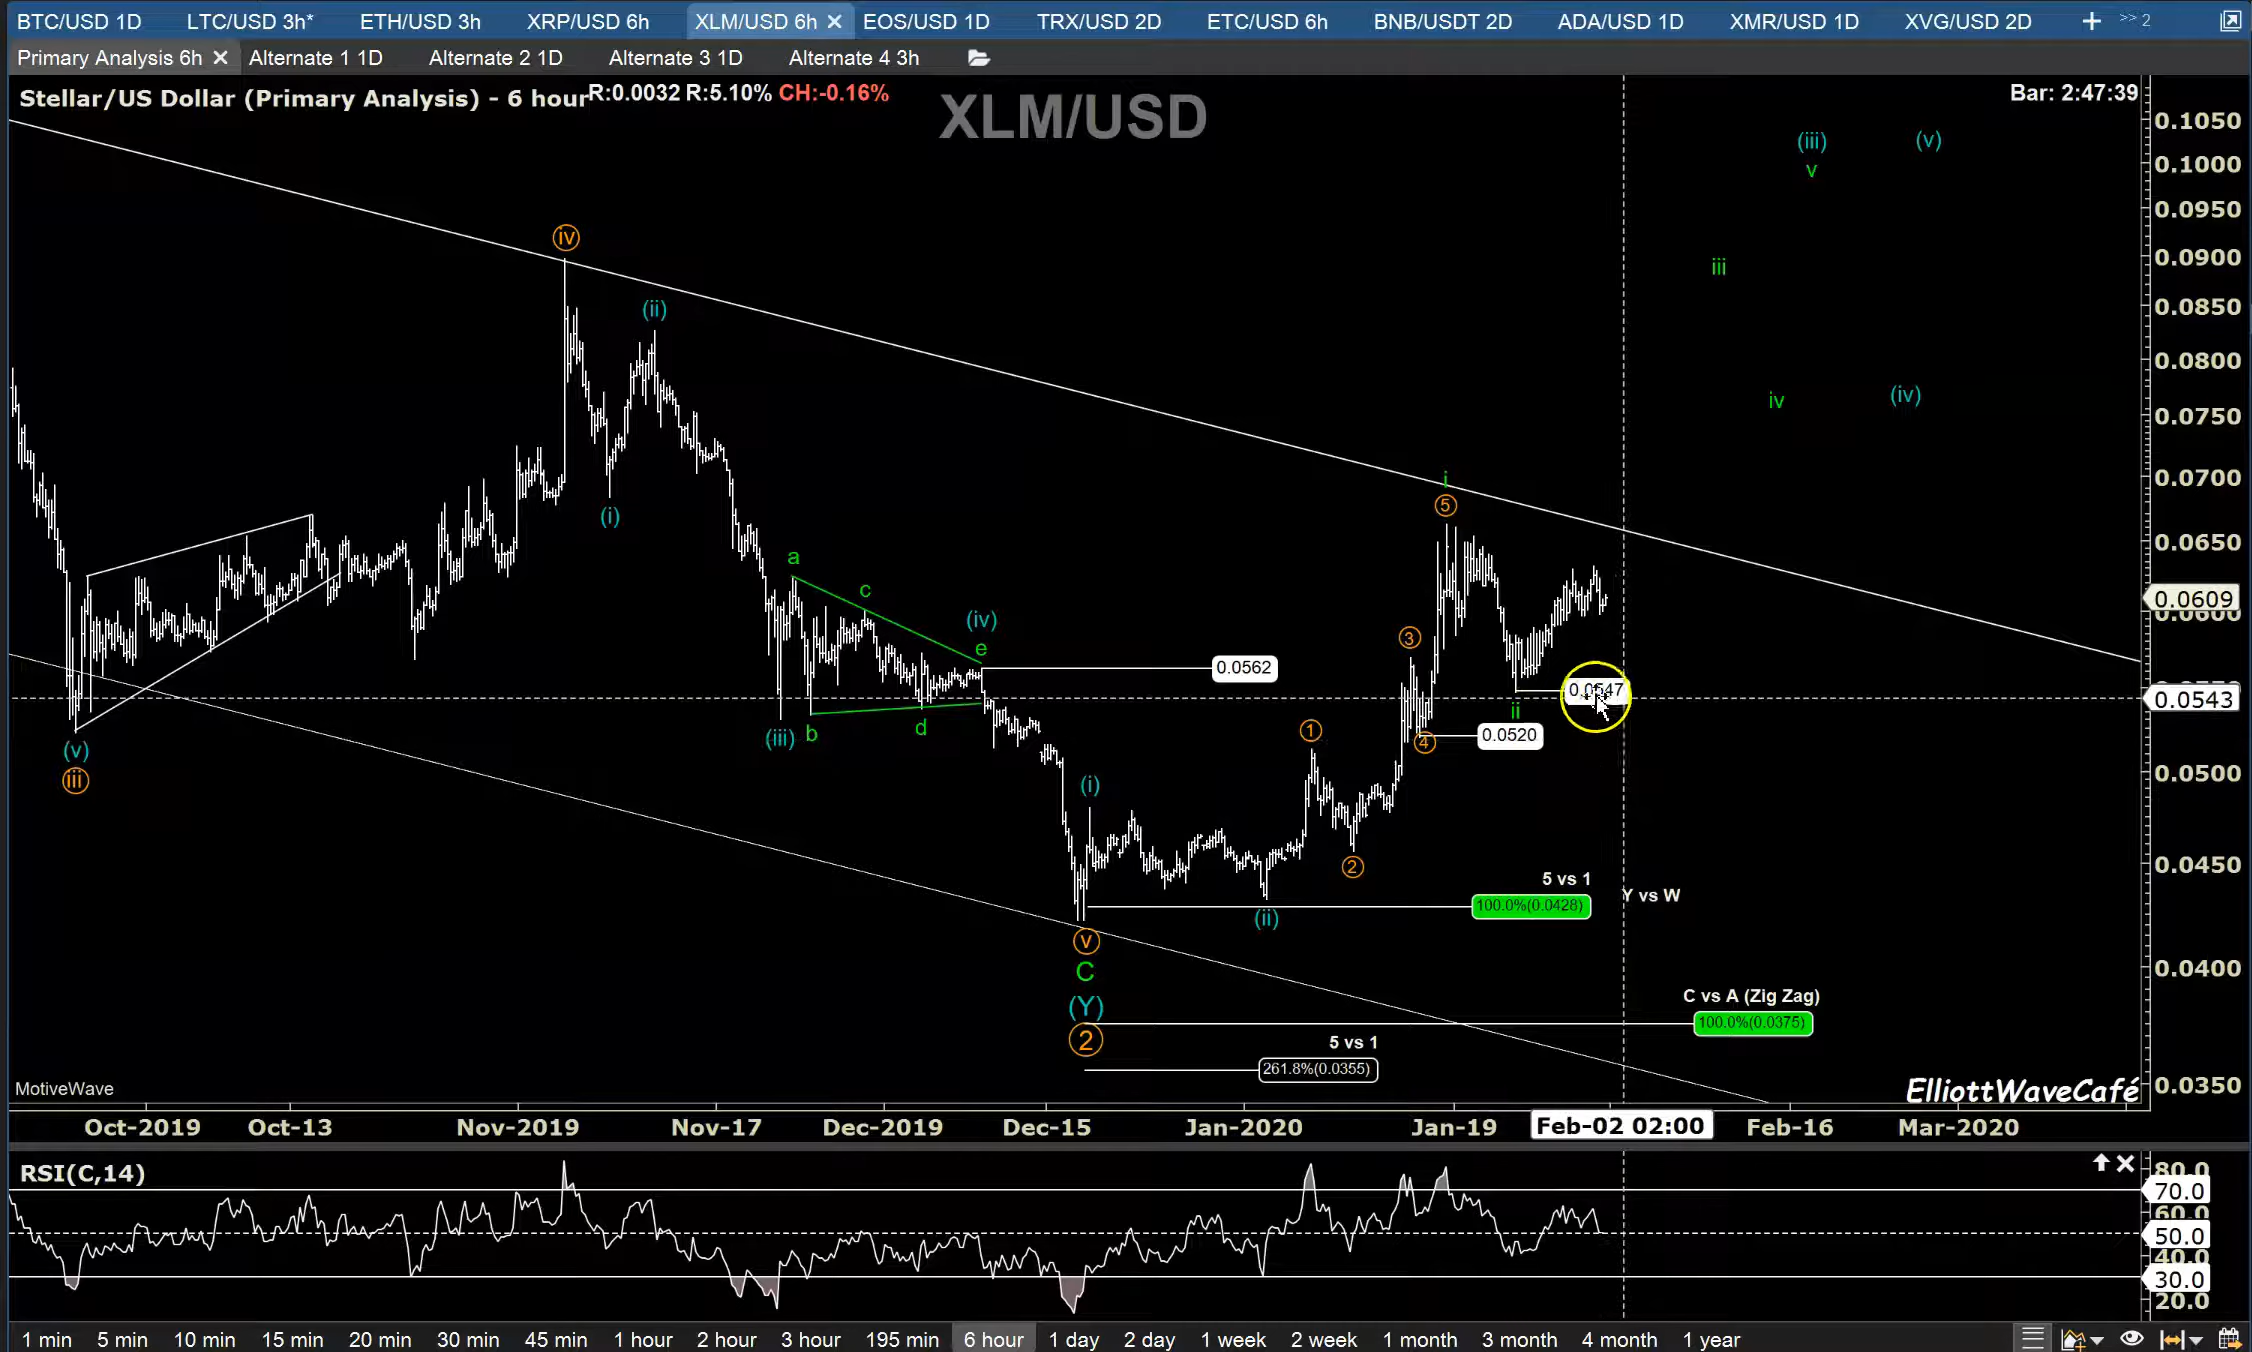 BTC/USD 1D LTC/USD 3h* ETH/USD 3h XRP/USD 6h XLM/USD 6h EOS/USD 1D TRX/USD 2D ETC/USD 6h BNB/USDT 2D ADA/USD 1D XMR/USD 1D XVG/USD 2D + >> 2
Primary Analysis 6h Alternate 1 1D Alternate 2 1D Alternate 3 1D Alternate 4 3h
Stellar/US Dollar (Primary Analysis) - 6 hour R:0.0032 R:5.10% CH:-0.16%
XLM/USD
Bar: 2:47:39
0.1050
(iii) (v)
0.1000
v
0.0950
iv
0.0900
iii
(ii)
0.0850
0.0800
iv (iv)
0.0750
i
0.0700
5
(i)
0.0650
a
c
0.0609
0.0600
(iv)
e
3
0.0562
0.0547
0.0543
ii
(iii) b d
1
4
0.0520
(v)
iii
0.0500
(i)
2
0.0450
5 vs 1
Y vs W
100.0%(0.0428)
(ii)
v
C
0.0400
(Y)
C vs A (Zig Zag)
100.0%(0.0375)
2
5 vs 1
261.8%(0.0355)
MotiveWave
ElliottWaveCafé
0.0350
Oct-2019 Oct-13 Nov-2019 Nov-17 Dec-2019 Dec-15 Jan-2020 Jan-19 Feb-02 02:00 Feb-16 Mar-2020
RSI(C,14)
80.0
70.0
60.0
50.0
40.0
30.0
20.0
1 min 5 min 10 min 15 min 20 min 30 min 45 min 1 hour 2 hour 3 hour 195 min 6 hour 1 day 2 day 1 week 2 week 1 month 3 month 4 month 1 year